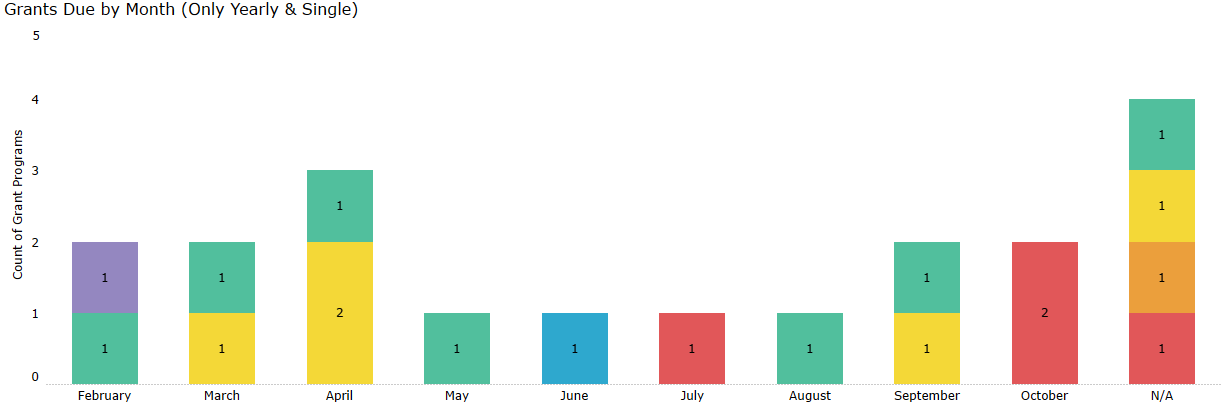 Grants Due by Month (Only Yearly & Single)
5
4
3
2
1
0
Count of Grant Programs
1
1
1
1
1
2
1
1
1
1
1
1
2
1
1
1
1
February
March
April
May
June
July
August
September
October
N/A